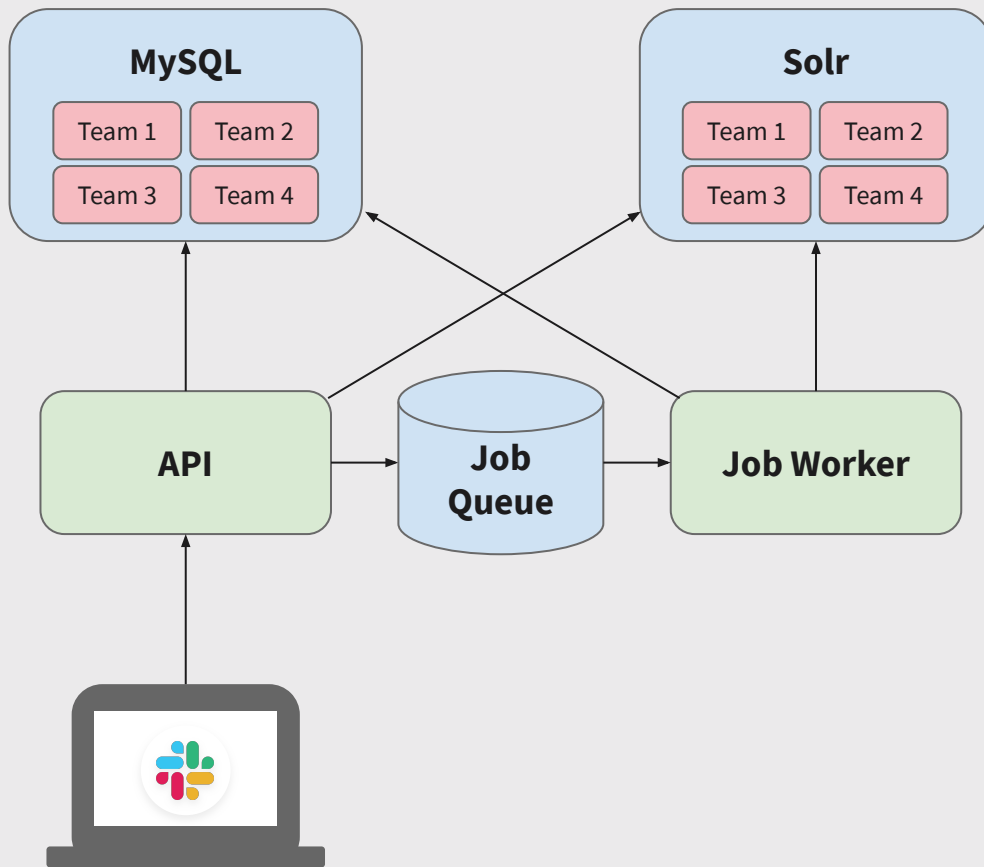 MySQL
Team 1
Team 2
Team 3
Team 4
Solr
Team 1
Team 2
Team 3
Team 4
API
Job
Queue
Job Worker